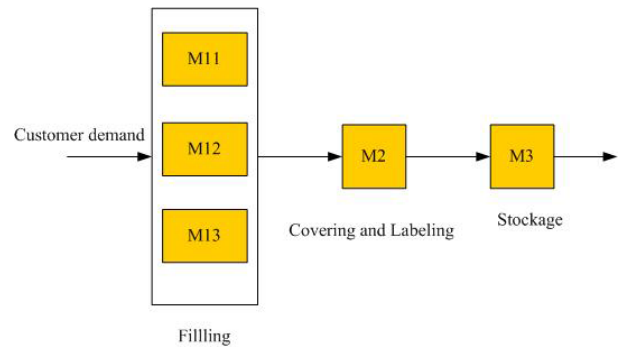 M11
Customer demand
M12
M2
M3
M13
Covering and Labeling
Stockage
Fillling